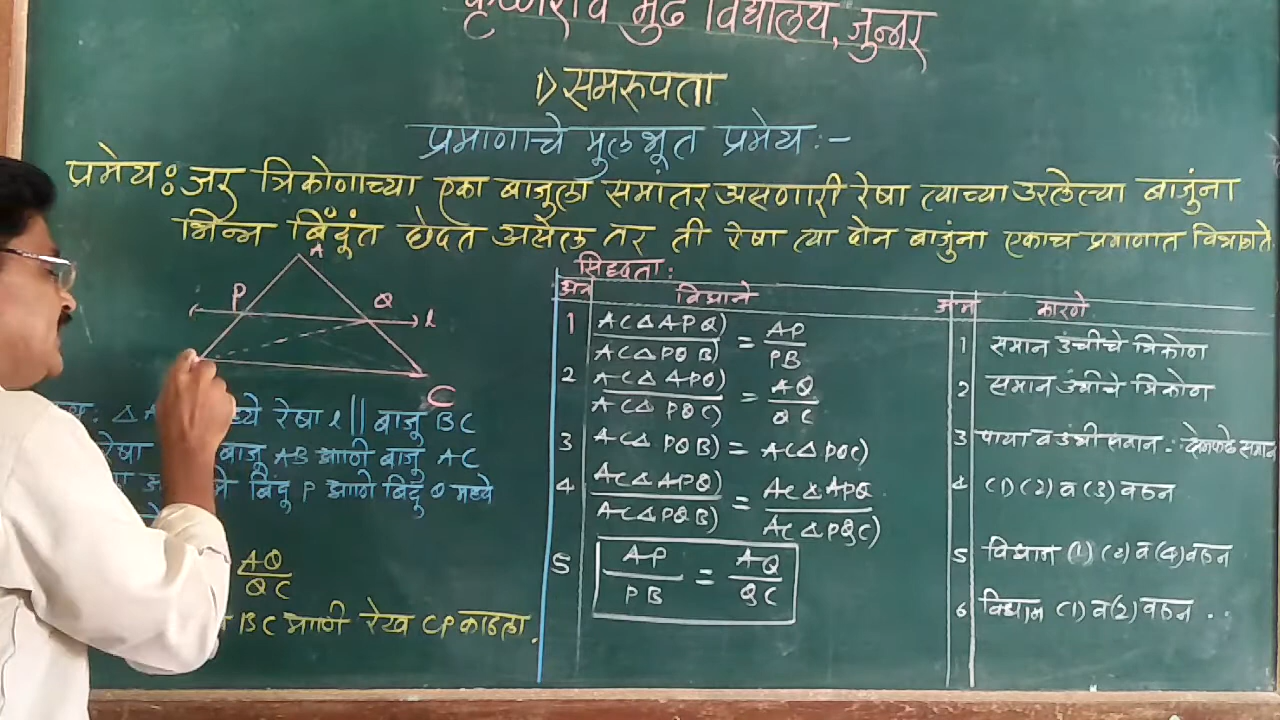 मुढ विद्यालय, जुन्नर
1) समरुपता
प्रमाणाचे मुलभूत प्रमेय :-
प्रमेय : जर त्रिकोणाच्या एका बाजुला समांतर असणारी रेषा त्याच्या उरलेल्या बाजुंना
भिन्न बिंदूंत छेदत असेल तर ती रेषा त्या दोन बाजुंना एकाच प्रमाणात विभागते
A
P Q l
C
△A ध्ये रेषा l || बाजू BC
रेषा बाजू AB आणि बाजू AC
बिंदू P आणि बिंदू Q मध्ये
AQ
QC
BC आणि रेख CP काढला.
सिद्धता :
अ.न विधाने अ.न कारणे
1 A(△APQ) / A(△PQB) = AP / PB 1 समान उंचीचे त्रिकोण
2 A(△APQ) / A(△PQC) = AQ / QC 2 समान उंचीचे त्रिकोण
3 A(△PQB) = A(△PQC) 3 पाया व उंची समान
4 A(△APQ) / A(△PQB) = A(△APQ / A(△PQC) 4 (1) (2) व (3) वरुन
5 AP / PB = AQ / QC 5 विधान (1) (2) व (4) वरुन
6 विधान (1) व (2) वरुन ..